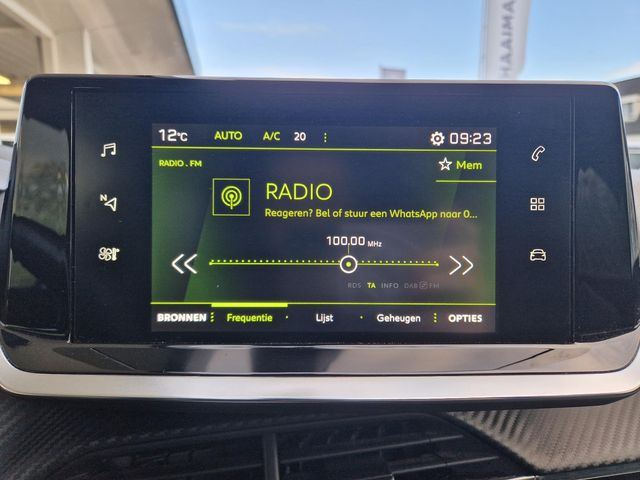 HAAIMA
12°C AUTO A/C 20 09:23
RADIO . FM
Mem
N
RADIO
Reageren? Bel of stuur een WhatsApp naar 0...
100.00 MHz
RDS TA INFO DAB FM
BRONNEN Frequentie Lijst Geheugen OPTIES